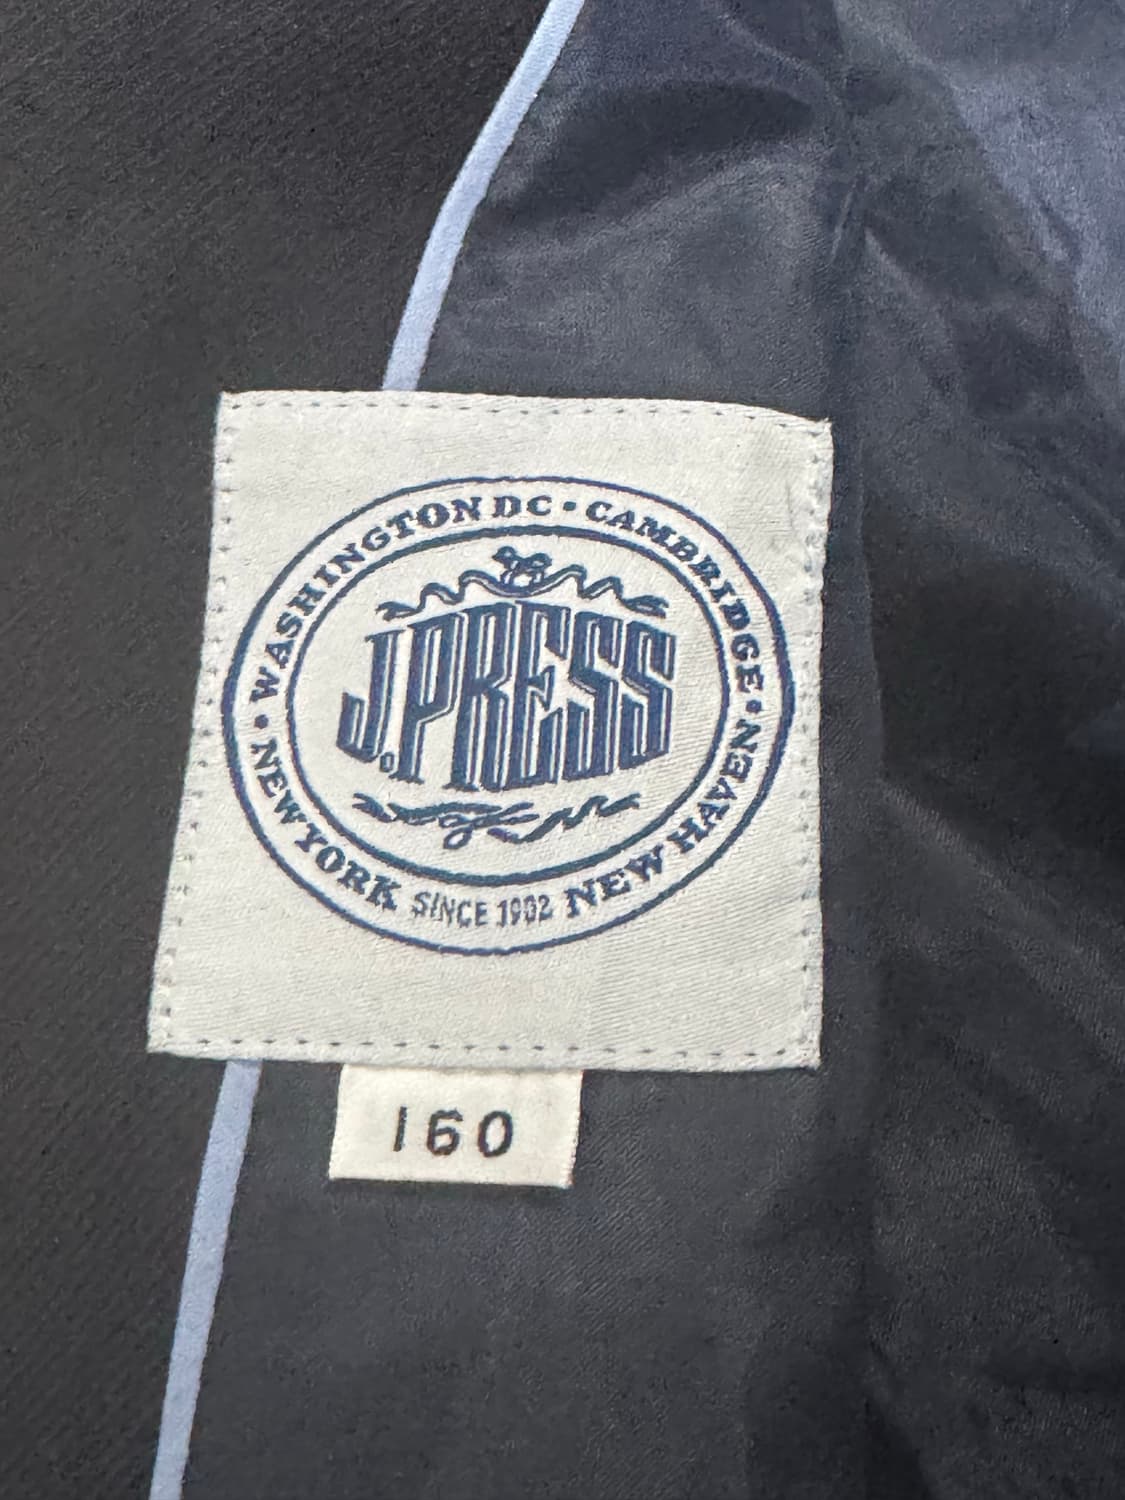 WASHINGTON DC • CAMBRIDGE • NEW HAVEN
J.PRESS
• NEW YORK SINCE 1902
160